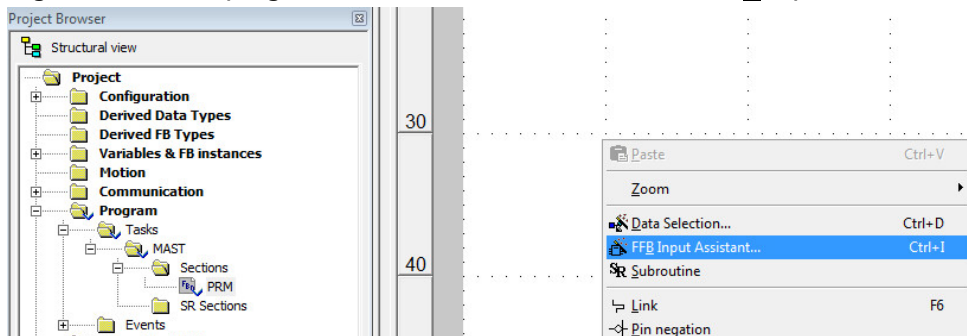 Project Browser
Structural view
Project
Configuration
Derived Data Types
Derived FB Types
Variables & FB instances
Motion
Communication
Program
Tasks
MAST
Sections
PRM
SR Sections
Events
30
40
Paste Ctrl+V
Zoom
Data Selection... Ctrl+D
FFB Input Assistant... Ctrl+I
SR Subroutine
Link F6
Pin negation